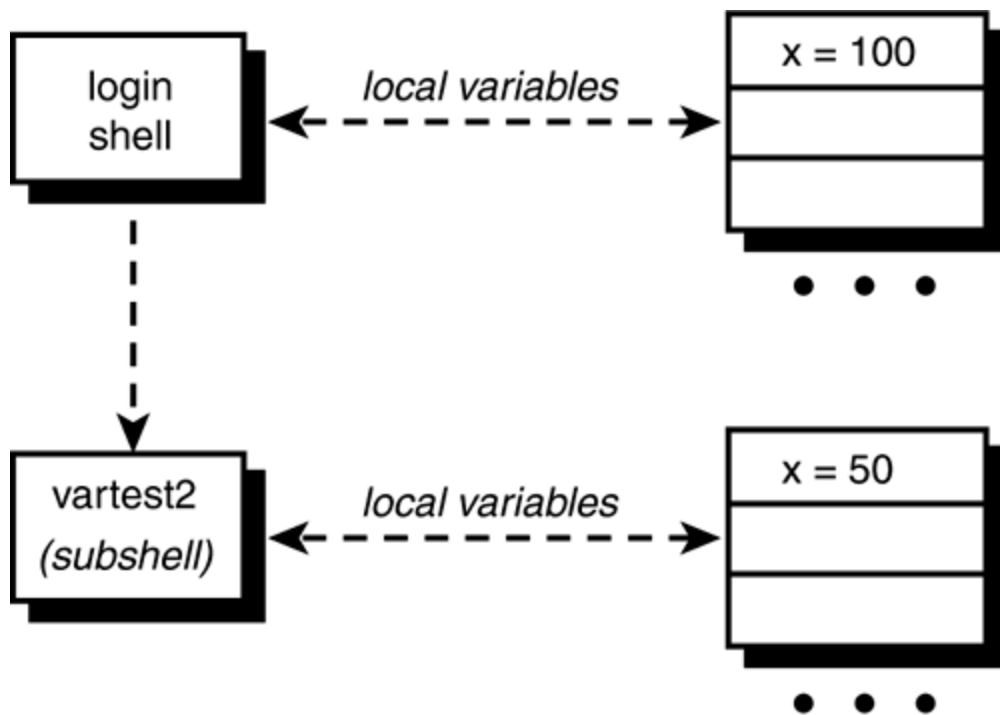 login
shell
local variables
x = 100
vartest2
(subshell)
local variables
x = 50